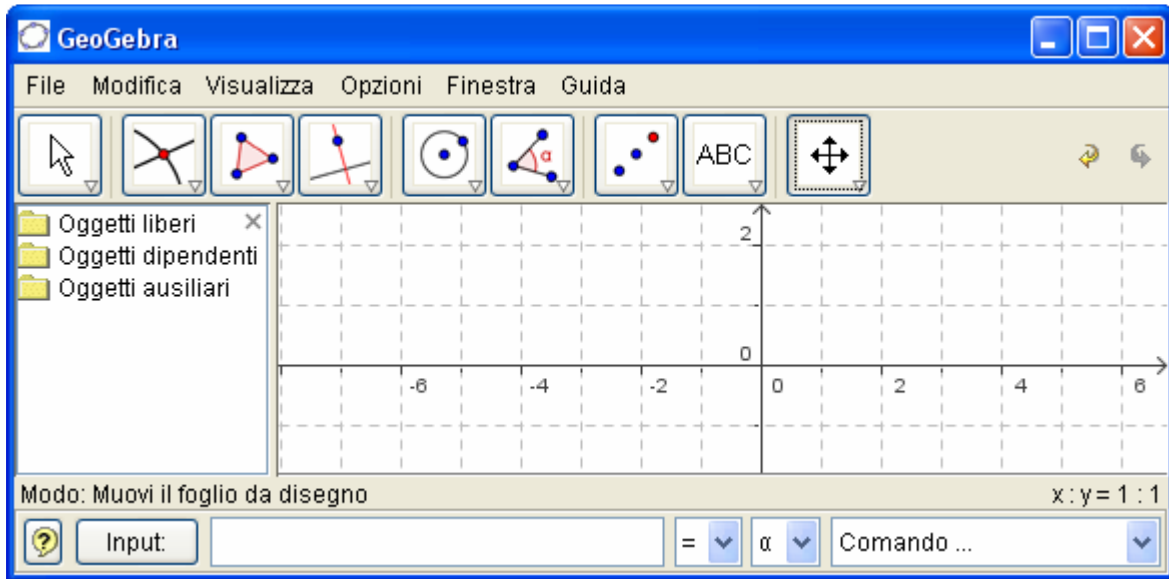 GeoGebra
File Modifica Visualizza Opzioni Finestra Guida
α ABC
Oggetti liberi
Oggetti dipendenti
Oggetti ausiliari
2
0
-6 -4 -2 0 2 4 6
Modo: Muovi il foglio da disegno x : y = 1 : 1
? Input: = α Comando ...